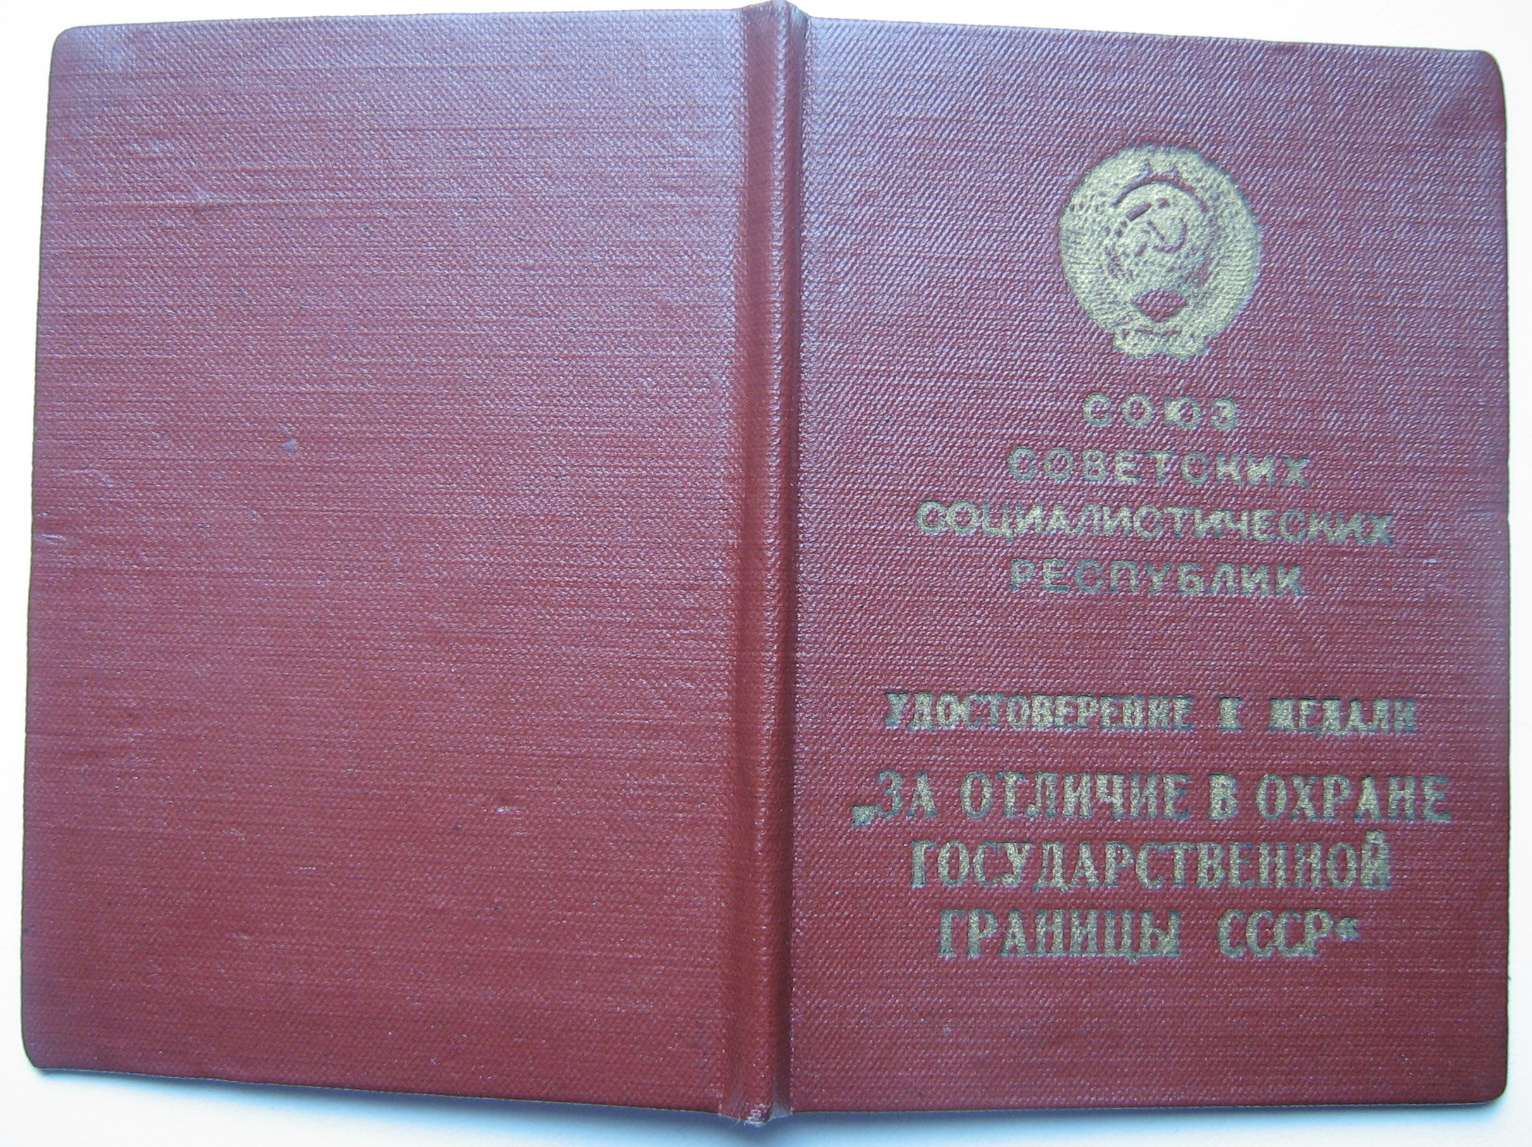 СОЮЗ
СОВЕТСКИХ
СОЦИАЛИСТИЧЕСКИХ
РЕСПУБЛИК
УДОСТОВЕРЕНИЕ К МЕДАЛИ
„ЗА ОТЛИЧИЕ В ОХРАНЕ
ГОСУДАРСТВЕННОЙ
ГРАНИЦЫ СССР“